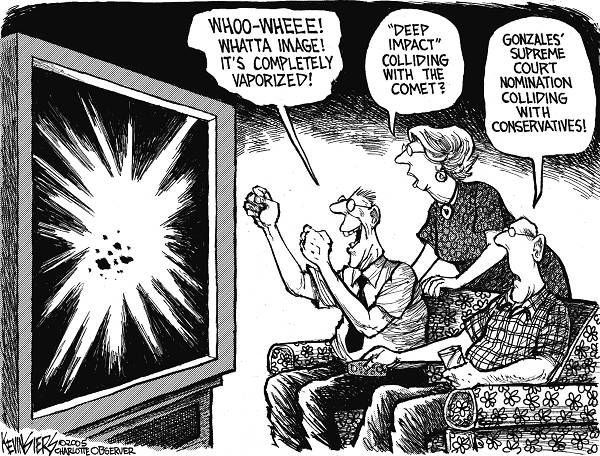 WHOO-WHEEE!
WHATTA IMAGE!
IT'S COMPLETELY
VAPORIZED!
"DEEP
IMPACT"
COLLIDING
WITH THE
COMET?
GONZALES'
SUPREME
COURT
NOMINATION
COLLIDING
WITH
CONSERVATIVES!
KEVIN SIERS ©2005
CHARLOTTE OBSERVER